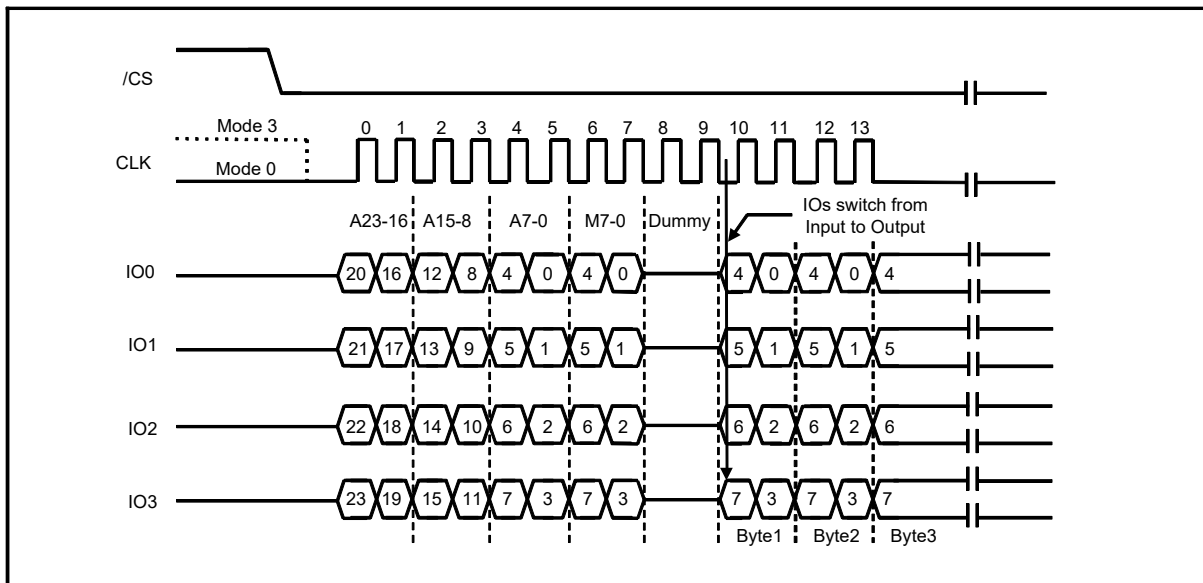 /CS
Mode 3
0 1 2 3 4 5 6 7 8 9 10 11 12 13
CLK
Mode 0
IOs switch from
Input to Output
A23-16 A15-8 A7-0 M7-0 Dummy
IO0 20 16 12 8 4 0 4 0 4 0 4 0 4
IO1 21 17 13 9 5 1 5 1 5 1 5 1 5
IO2 22 18 14 10 6 2 6 2 6 2 6 2 6
IO3 23 19 15 11 7 3 7 3 7 3 7 3 7
Byte1 Byte2 Byte3